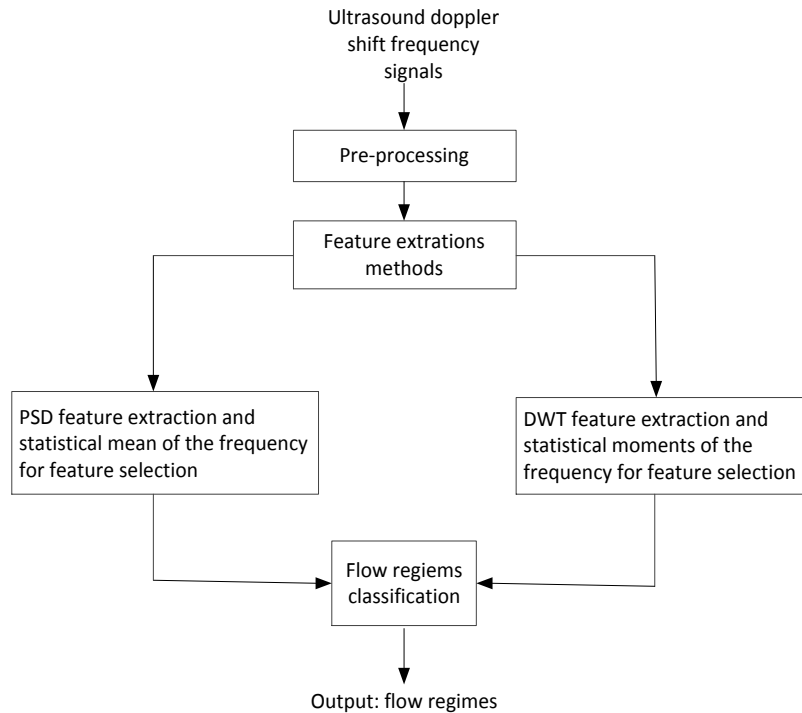 Ultrasound doppler
shift frequency
signals
Pre-processing
Feature extrations
methods
PSD feature extraction and
statistical mean of the frequency
for feature selection
DWT feature extraction and
statistical moments of the
frequency for feature selection
Flow regiems
classification
Output: flow regimes